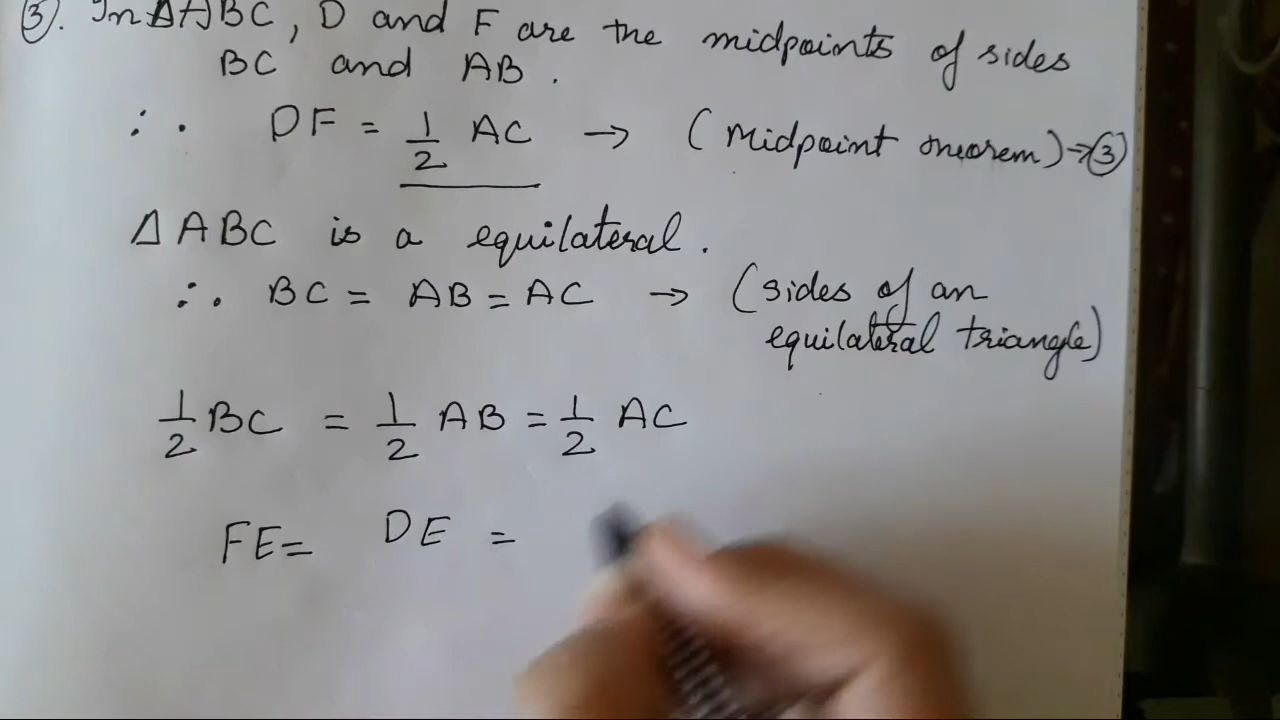 ③. In ΔABC, D and F are the midpoints of sides
BC and AB.
∴ DF = 1/2 AC → (Midpoint theorem) → ③
Δ ABC is a equilateral.
∴ BC = AB = AC → (sides of an
equilateral triangle)
1/2 BC = 1/2 AB = 1/2 AC
FE = DE =